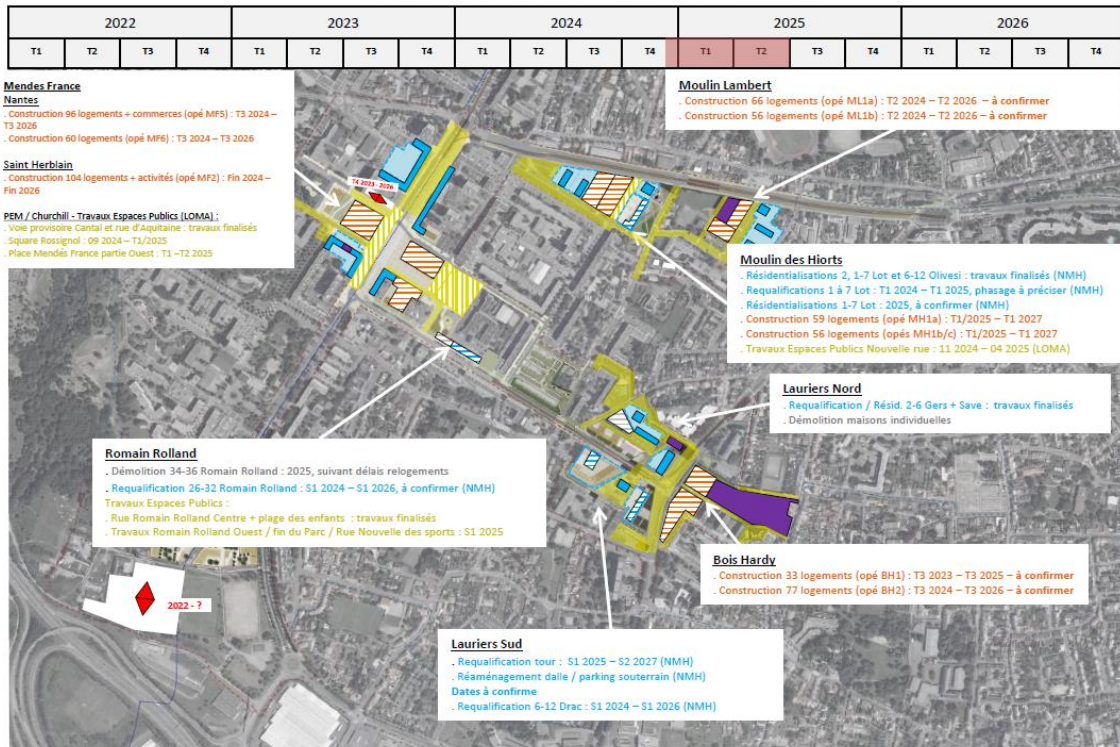 2022 2023 2024 2025 2026
T1 T2 T3 T4 T1 T2 T3 T4 T1 T2 T3 T4 T1 T2 T3 T4 T1 T2 T3 T4
Mendes France
Nantes
. Construction 96 logements + commerces (opé MF5) : T3 2024 –
T3 2026
. Construction 60 logements (opé MF6) : T3 2024 – T3 2026
Saint Herblain
. Construction 104 logements + activités (opé MF2) : Fin 2024 –
Fin 2026
PEM / Churchill - Travaux Espaces Publics (LOMA) :
. Voie provisoire Cantal et rue d'Aquitaine : travaux finalisés
. Square Rossignol : 09 2024 – T1/2025
. Place Mendès France partie Ouest : T1 –T2 2025
T4 2023 - 2026
Moulin Lambert
. Construction 66 logements (opé ML1a) : T2 2024 – T2 2026 – à confirmer
. Construction 56 logements (opé ML1b) : T2 2024 – T2 2026 – à confirmer
Moulin des Hiorts
. Résidentialisations 2, 1-7 Lot et 6-12 Olivesi : travaux finalisés (NMH)
. Requalifications 1 à 7 Lot : T1 2024 – T1 2025, phasage à préciser (NMH)
. Résidentialisations 1-7 Lot : 2025, à confirmer (NMH)
. Construction 59 logements (opé MH1a) : T1/2025 – T1 2027
. Construction 56 logements (opés MH1b/c) : T1/2025 – T1 2027
. Travaux Espaces Publics Nouvelle rue : 11 2024 – 04 2025 (LOMA)
Lauriers Nord
. Requalification / Résid. 2-6 Gers + Save : travaux finalisés
. Démolition maisons individuelles
Romain Rolland
. Démolition 34-36 Romain Rolland : 2025, suivant délais relogements
. Requalification 26-32 Romain Rolland : S1 2024 – S1 2026, à confirmer (NMH)
Travaux Espaces Publics :
. Rue Romain Rolland Centre + plage des enfants : travaux finalisés
. Travaux Romain Rolland Ouest / fin du Parc / Rue Nouvelle des sports : S1 2025
Bois Hardy
. Construction 33 logements (opé BH1) : T3 2023 – T3 2025 – à confirmer
. Construction 77 logements (opé BH2) : T3 2024 – T3 2026 – à confirmer
2022 - ?
Lauriers Sud
. Requalification tour : S1 2025 – S2 2027 (NMH)
. Réaménagement dalle / parking souterrain (NMH)
Dates à confirme
. Requalification 6-12 Drac : S1 2024 – S1 2026 (NMH)